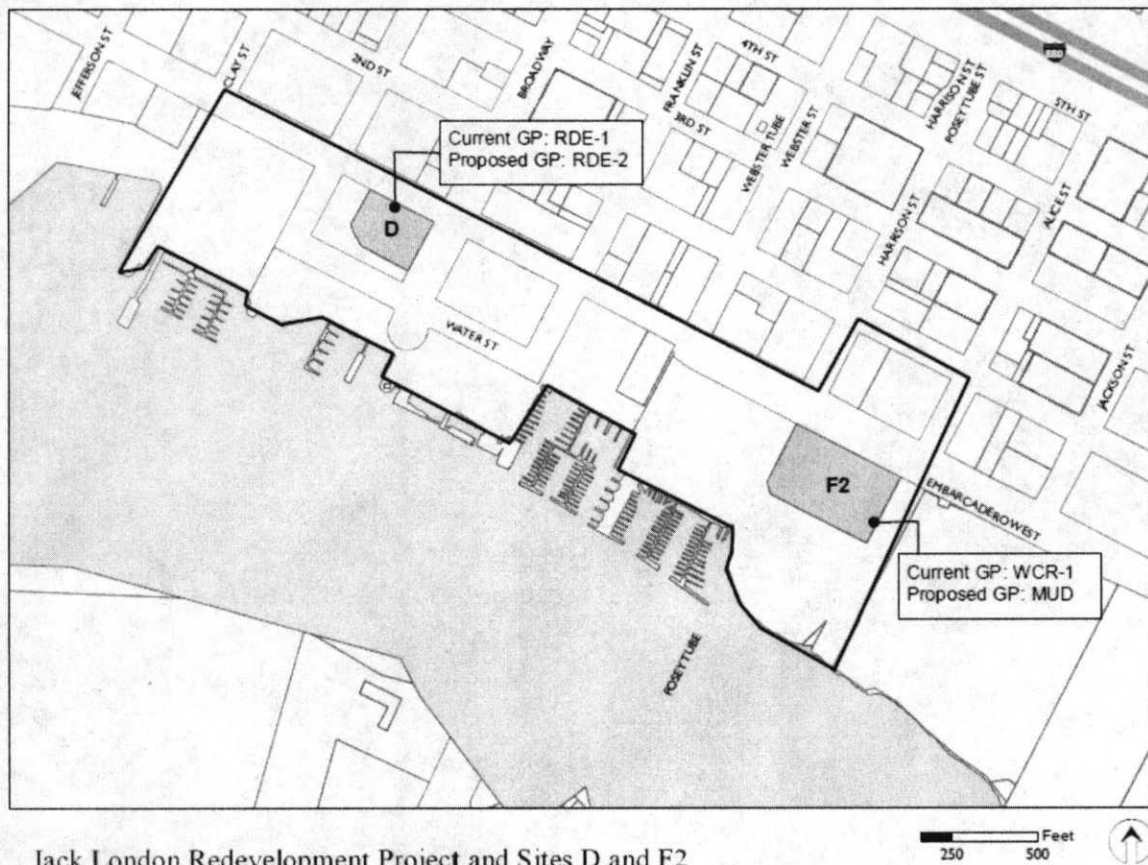 JEFFERSON ST
CLAY ST
2ND ST
BROADWAY
FRANKLIN ST
4TH ST
3RD ST
WEBSTER TUBE
WEBSTER ST
HARRISON ST
POSEY TUBE
880
5TH ST
HARRISON ST
ALICE ST
JACKSON ST
Current GP: RDE-1
Proposed GP: RDE-2
D
WATER ST
F2
EMBARCADERO WEST
Current GP: WCR-1
Proposed GP: MUD
POSEY TUBE
Feet
250 500
Jack London Redevelopment Project and Sites D and F2